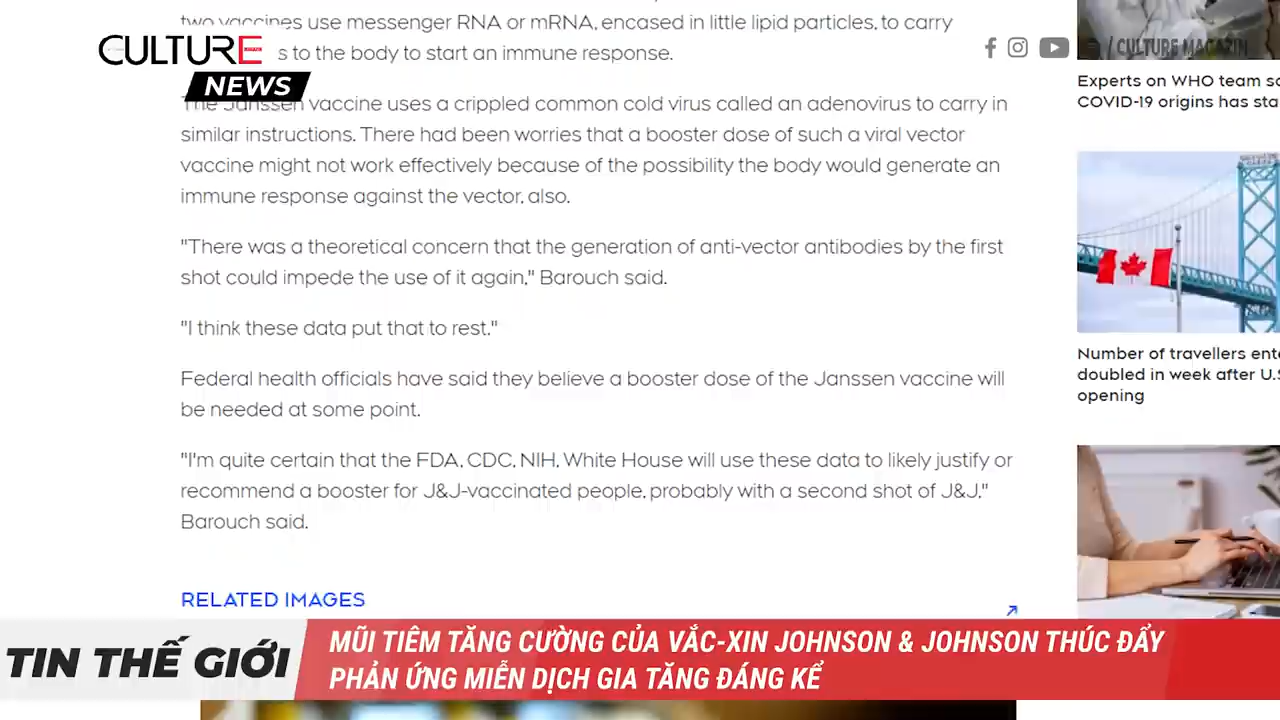 two vaccines use messenger RNA or mRNA, encased in little lipid particles, to carry
CULTURE
s to the body to start an immune response.
NEWS
/ CULTURE MAGAZIN
The Janssen vaccine uses a crippled common cold virus called an adenovirus to carry in
similar instructions. There had been worries that a booster dose of such a viral vector
vaccine might not work effectively because of the possibility the body would generate an
immune response against the vector, also.
"There was a theoretical concern that the generation of anti-vector antibodies by the first
shot could impede the use of it again," Barouch said.
"I think these data put that to rest."
Federal health officials have said they believe a booster dose of the Janssen vaccine will
be needed at some point.
"I'm quite certain that the FDA, CDC, NIH, White House will use these data to likely justify or
recommend a booster for J&J-vaccinated people, probably with a second shot of J&J,"
Barouch said.
RELATED IMAGES
Experts on WHO team sa
COVID-19 origins has sta
Number of travellers ente
doubled in week after U.S
opening
TIN THẾ GIỚI
MŨI TIÊM TĂNG CƯỜNG CỦA VẮC-XIN JOHNSON & JOHNSON THÚC ĐẨY
PHẢN ỨNG MIỄN DỊCH GIA TĂNG ĐÁNG KỂ